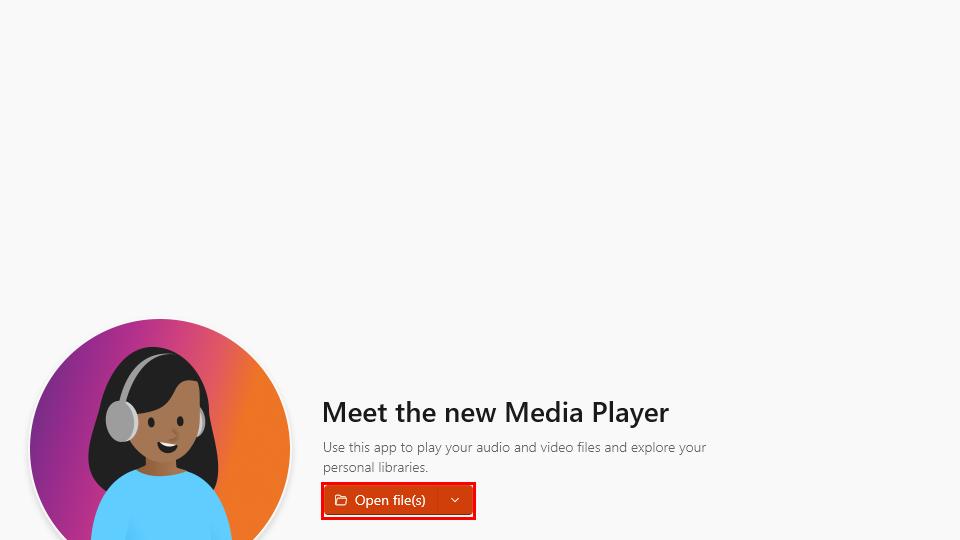 Meet the new Media Player
Use this app to play your audio and video files and explore your
personal libraries.
Open file(s)